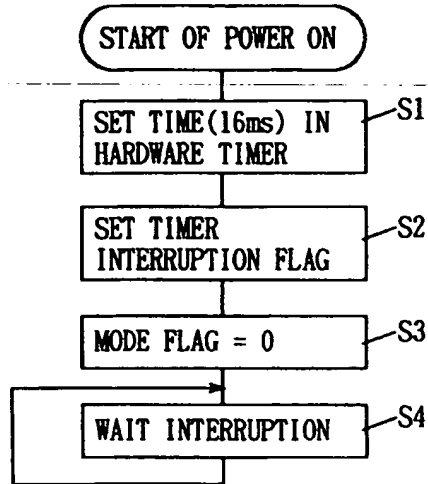 START OF POWER ON
S1
SET TIME(16ms) IN
HARDWARE TIMER
S2
SET TIMER
INTERRUPTION FLAG
S3
MODE FLAG = 0
S4
WAIT INTERRUPTION